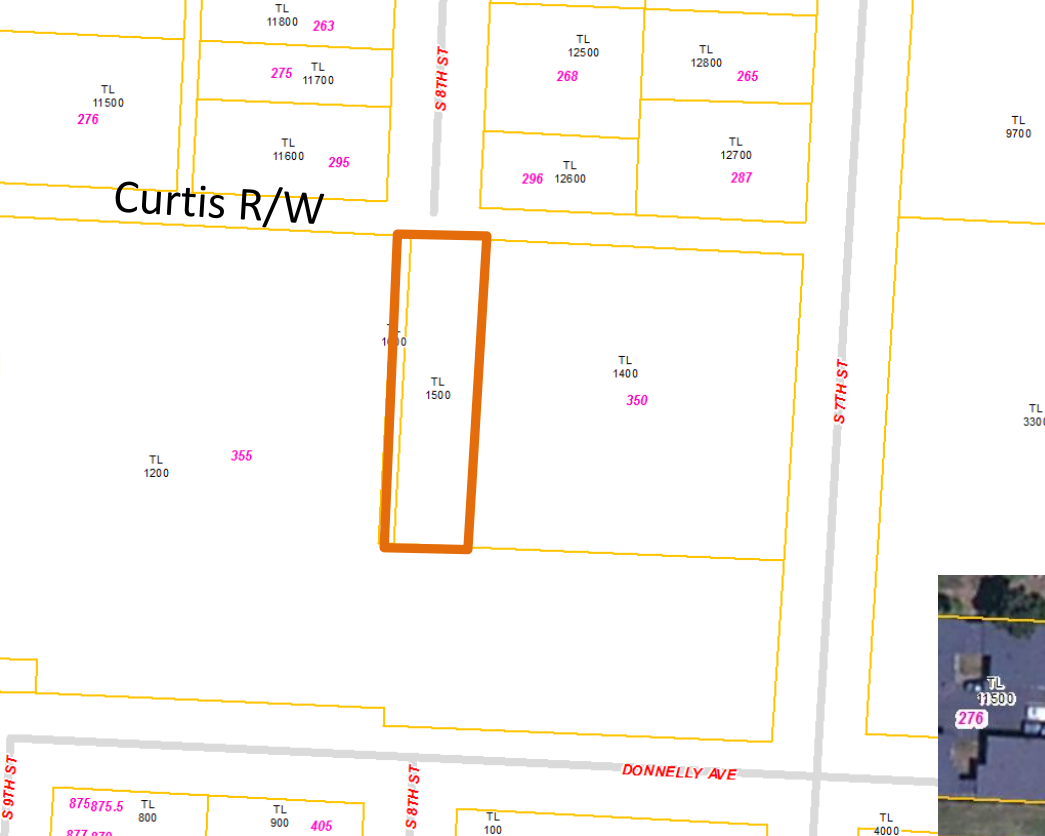 TL
11800 263
S 8TH ST
TL
12500
268
TL
12800 265
275 TL
11700
TL
11500
276
TL
9700
TL
11600 295
TL
12700
287
296 TL
12600
Curtis R/W
TL
TL
1400
350
S 7TH ST
TL
1500
TL
355
TL
1200
TL
11500
276
DONNELLY AVE
S 9TH ST
S 8TH ST
875 875.5
TL
800
TL
900 405
TL
100
TL
4000